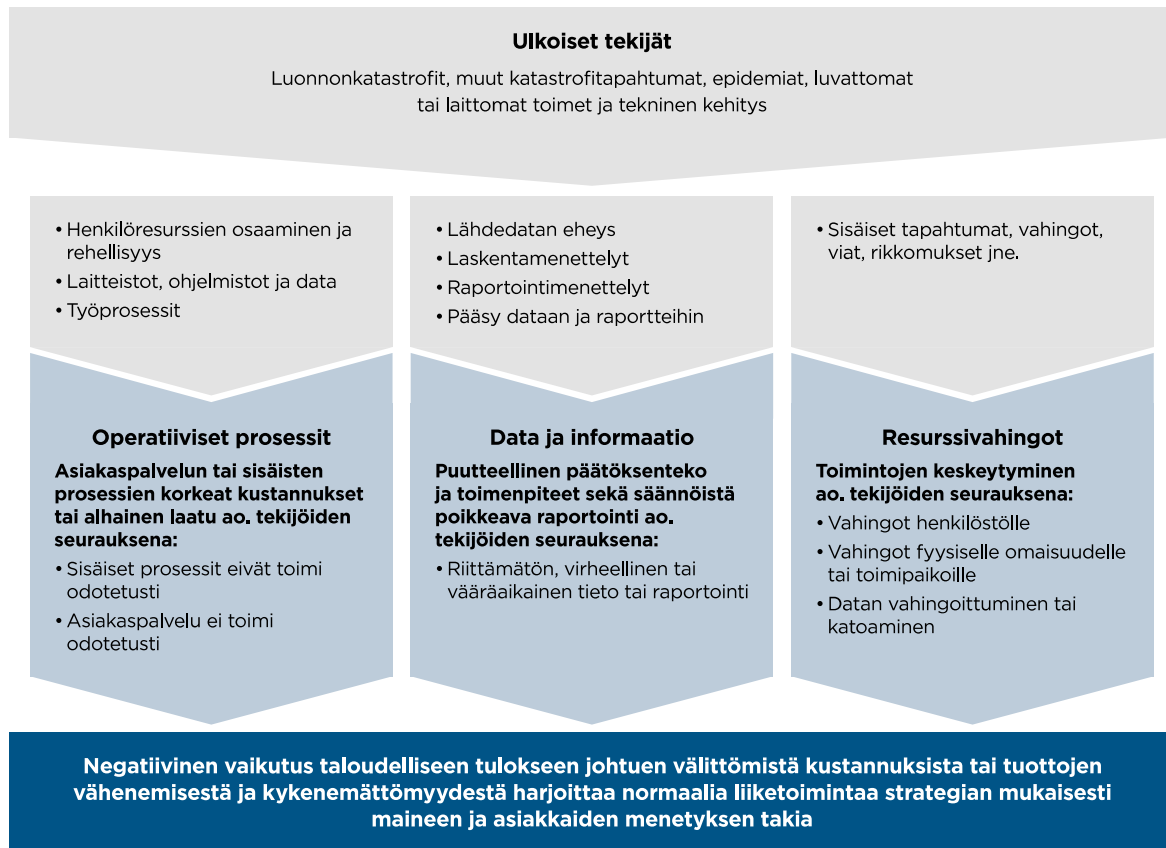 Ulkoiset tekijät
Luonnonkatastrofit, muut katastrofitapahtumat, epidemiat, luvattomat
tai laittomat toimet ja tekninen kehitys
• Henkilöresurssien osaaminen ja
rehellisyys
• Laitteistot, ohjelmistot ja data
• Työprosessit
• Lähdedatan eheys
• Laskentamenettelyt
• Raportointimenettelyt
• Pääsy dataan ja raportteihin
• Sisäiset tapahtumat, vahingot,
viat, rikkomukset jne.
Operatiiviset prosessit
Asiakaspalvelun tai sisäisten
prosessien korkeat kustannukset
tai alhainen laatu ao. tekijöiden
seurauksena:
• Sisäiset prosessit eivät toimi
odotetusti
• Asiakaspalvelu ei toimi
odotetusti
Data ja informaatio
Puutteellinen päätöksenteko
ja toimenpiteet sekä säännöistä
poikkeava raportointi ao.
tekijöiden seurauksena:
• Riittämätön, virheellinen tai
vääräaikainen tieto tai raportointi
Resurssivahingot
Toimintojen keskeytyminen
ao. tekijöiden seurauksena:
• Vahingot henkilöstölle
• Vahingot fyysiselle omaisuudelle
tai toimipaikoille
• Datan vahingoittuminen tai
katoaminen
Negatiivinen vaikutus taloudelliseen tulokseen johtuen välittömistä kustannuksista tai tuottojen
vähenemisestä ja kykenemättömyydestä harjoittaa normaalia liiketoimintaa strategian mukaisesti
maineen ja asiakkaiden menetyksen takia